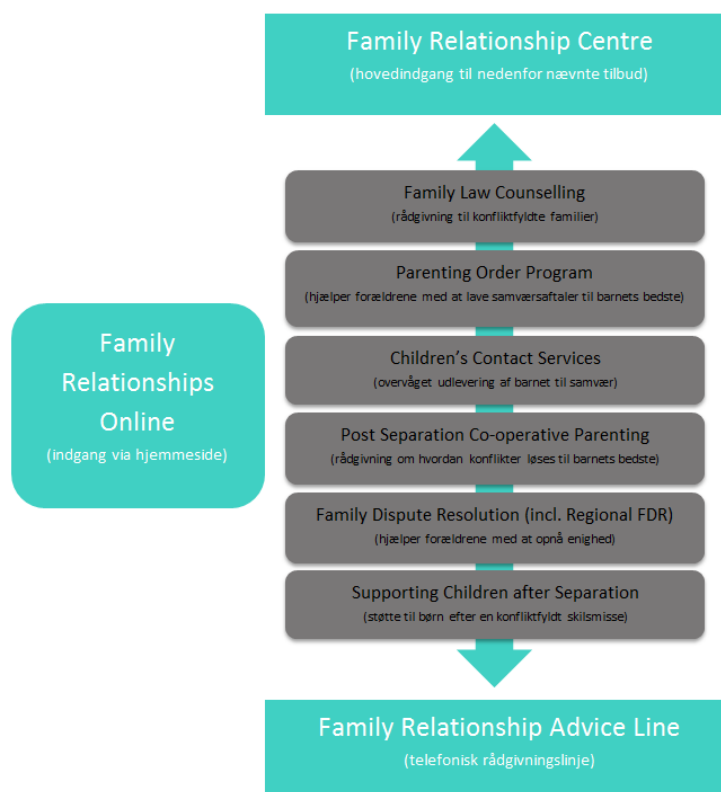 Family Relationship Centre
(hovedindgang til nedenfor nævnte tilbud)
Family Law Counselling
(rådgivning til konfliktfyldte familier)
Parenting Order Program
(hjælper forældrene med at lave samværsaftaler til barnets bedste)
Family
Relationships
Online
(indgang via hjemmeside)
Children's Contact Services
(overvåget udlevering af barnet til samvær)
Post Separation Co-operative Parenting
(rådgivning om hvordan konflikter løses til barnets bedste)
Family Dispute Resolution (incl. Regional FDR)
(hjælper forældrene med at opnå enighed)
Supporting Children after Separation
(støtte til børn efter en konfliktfyldt skilsmisse)
Family Relationship Advice Line
(telefonisk rådgivningslinje)